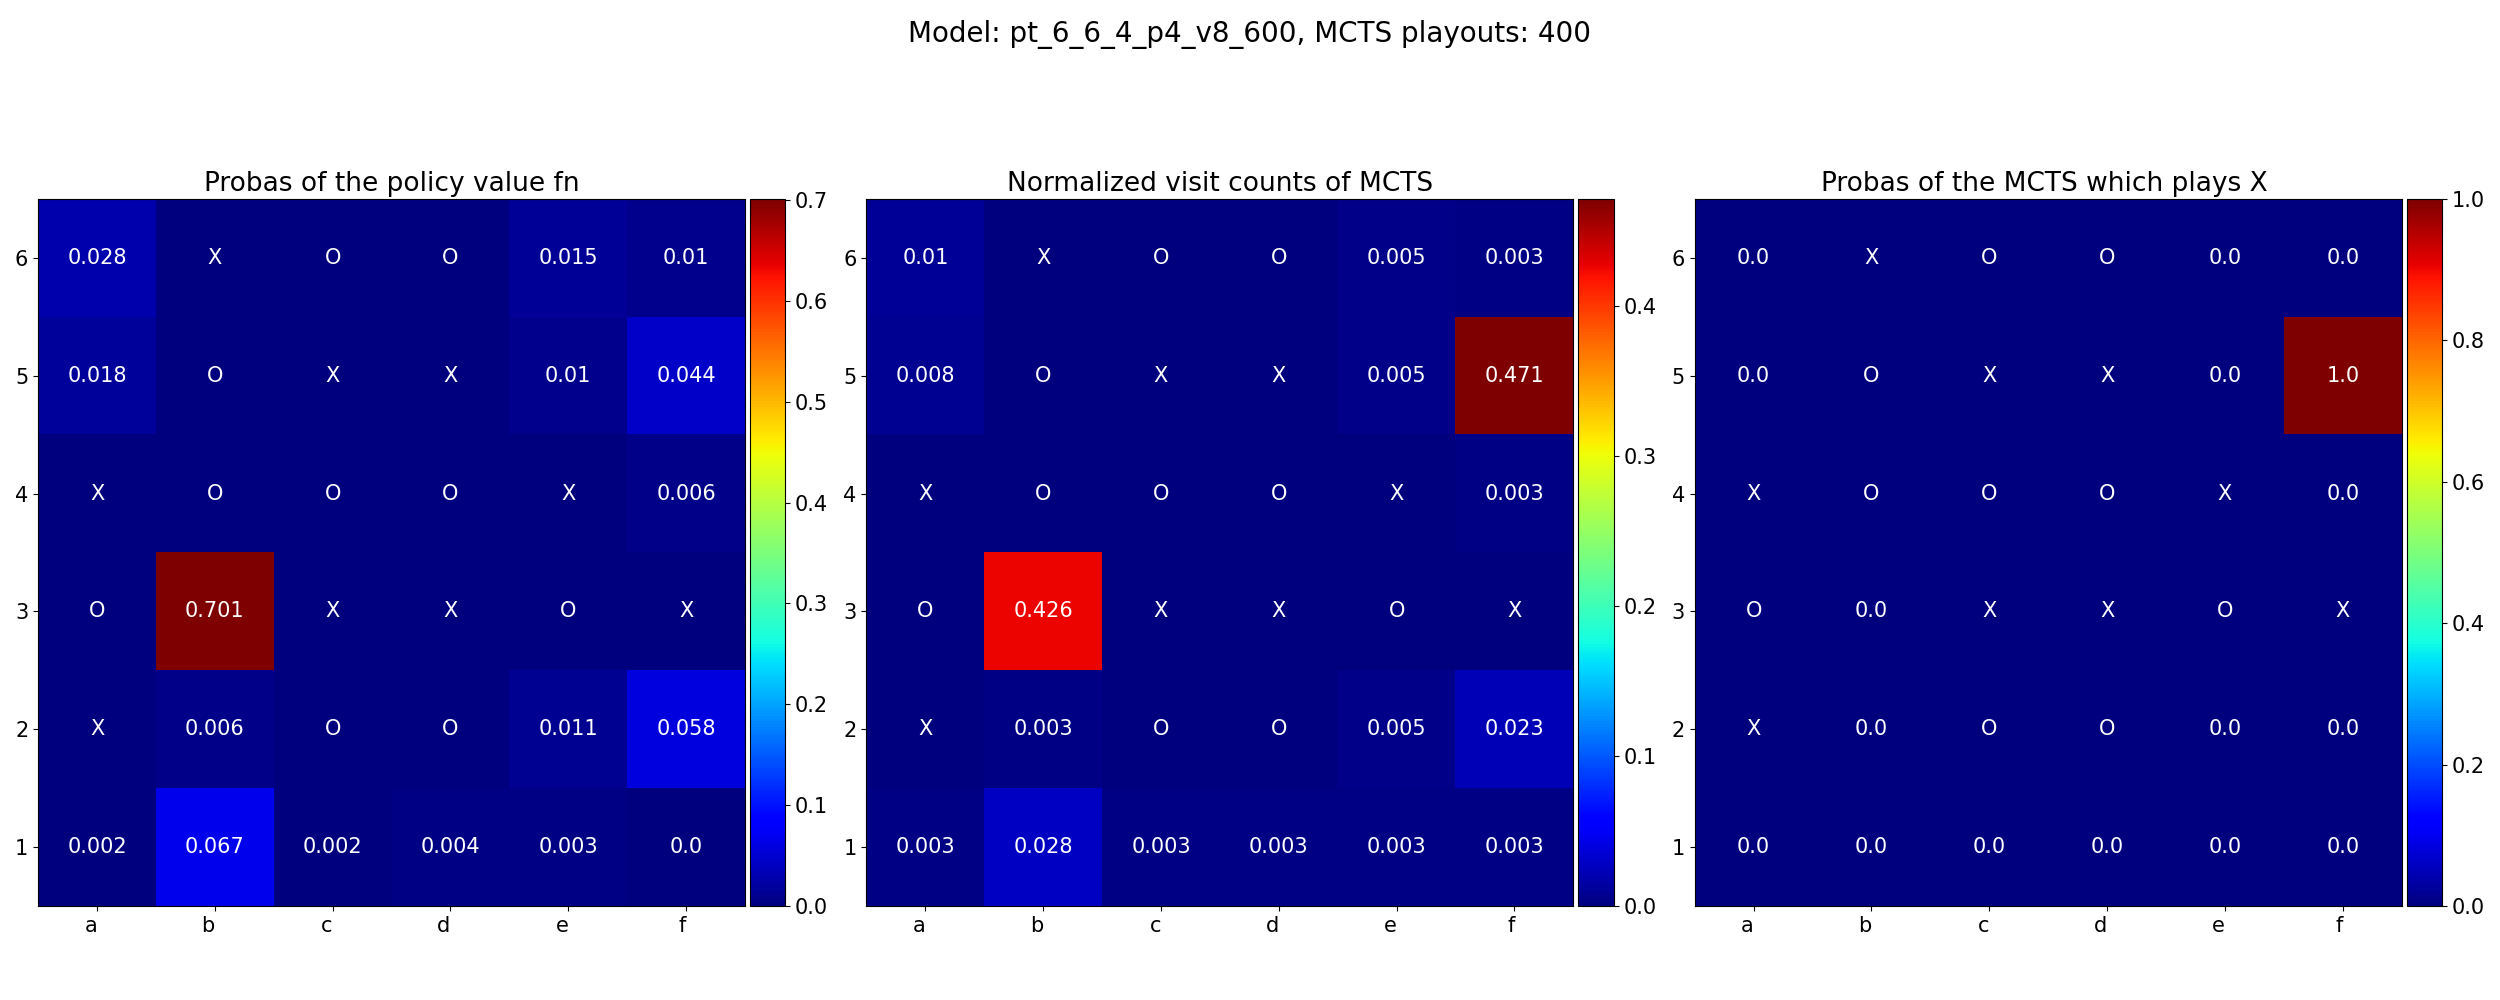 Model: pt_6_6_4_p4_v8_600, MCTS playouts: 400
Probas of the policy value fn
6 0.028 X O O 0.015 0.01
5 0.018 O X X 0.01 0.044
4 X O O O X 0.006
3 O 0.701 X X O X
2 X 0.006 O O 0.011 0.058
1 0.002 0.067 0.002 0.004 0.003 0.0
a b c d e f
0.7
0.6
0.5
0.4
0.3
0.2
0.1
0.0
Normalized visit counts of MCTS
6 0.01 X O O 0.005 0.003
5 0.008 O X X 0.005 0.471
4 X O O O X 0.003
3 O 0.426 X X O X
2 X 0.003 O O 0.005 0.023
1 0.003 0.028 0.003 0.003 0.003 0.003
a b c d e f
0.4
0.3
0.2
0.1
0.0
Probas of the MCTS which plays X
6 0.0 X O O 0.0 0.0
5 0.0 O X X 0.0 1.0
4 X O O O X 0.0
3 O 0.0 X X O X
2 X 0.0 O O 0.0 0.0
1 0.0 0.0 0.0 0.0 0.0 0.0
a b c d e f
1.0
0.8
0.6
0.4
0.2
0.0